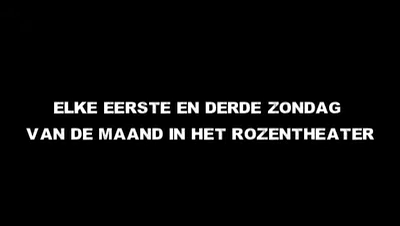 ELKE EERSTE EN DERDE ZONDAG
VAN DE MAAND IN HET ROZENTHEATER